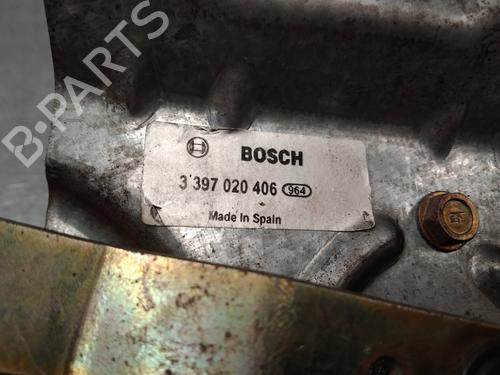 B-PARTS
BOSCH
3 397 020 406 964
Made in Spain